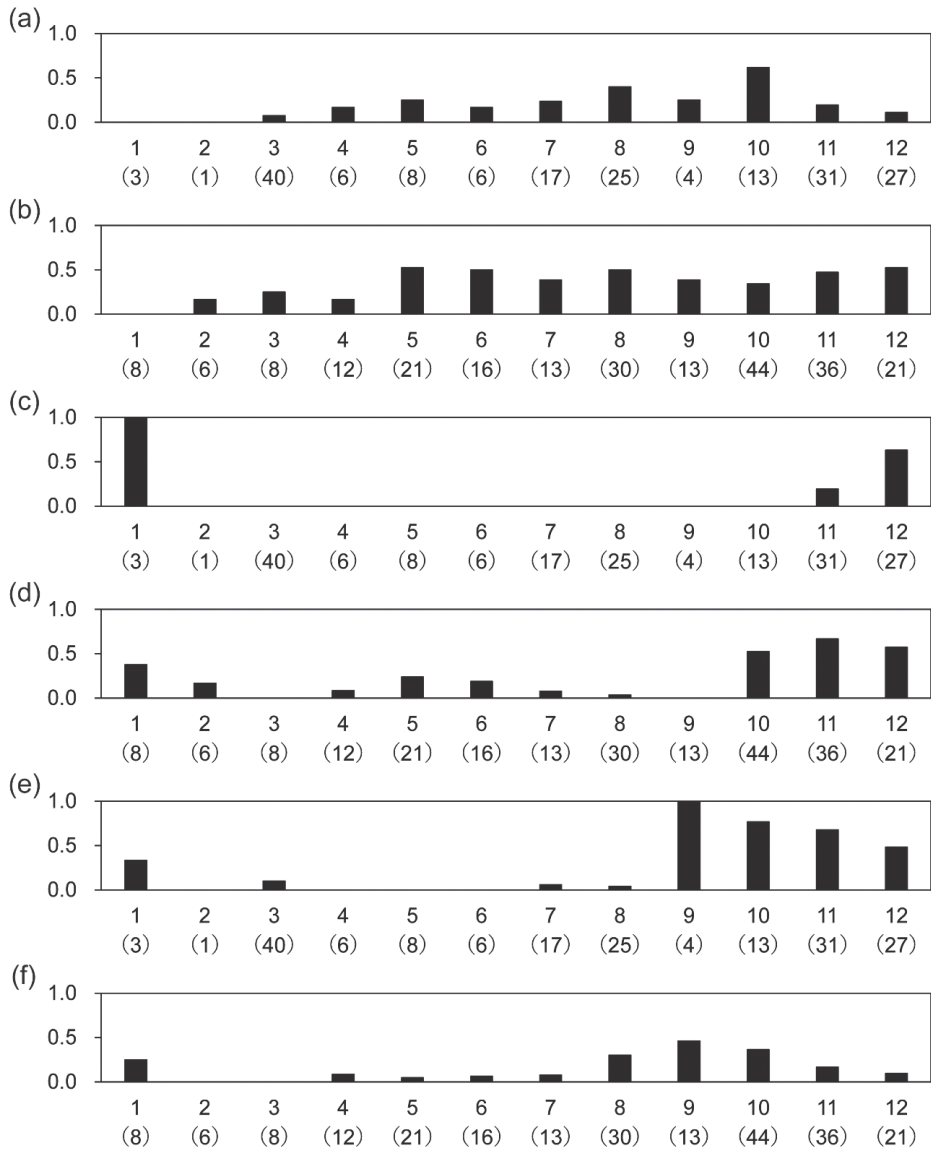 (a)
1.0
0.5
0.0
1 2 3 4 5 6 7 8 9 10 11 12
(3) (1) (40) (6) (8) (6) (17) (25) (4) (13) (31) (27)
(b)
1.0
0.5
0.0
1 2 3 4 5 6 7 8 9 10 11 12
(8) (6) (8) (12) (21) (16) (13) (30) (13) (44) (36) (21)
(c)
1.0
0.5
0.0
1 2 3 4 5 6 7 8 9 10 11 12
(3) (1) (40) (6) (8) (6) (17) (25) (4) (13) (31) (27)
(d)
1.0
0.5
0.0
1 2 3 4 5 6 7 8 9 10 11 12
(8) (6) (8) (12) (21) (16) (13) (30) (13) (44) (36) (21)
(e)
1.0
0.5
0.0
1 2 3 4 5 6 7 8 9 10 11 12
(3) (1) (40) (6) (8) (6) (17) (25) (4) (13) (31) (27)
(f)
1.0
0.5
0.0
1 2 3 4 5 6 7 8 9 10 11 12
(8) (6) (8) (12) (21) (16) (13) (30) (13) (44) (36) (21)